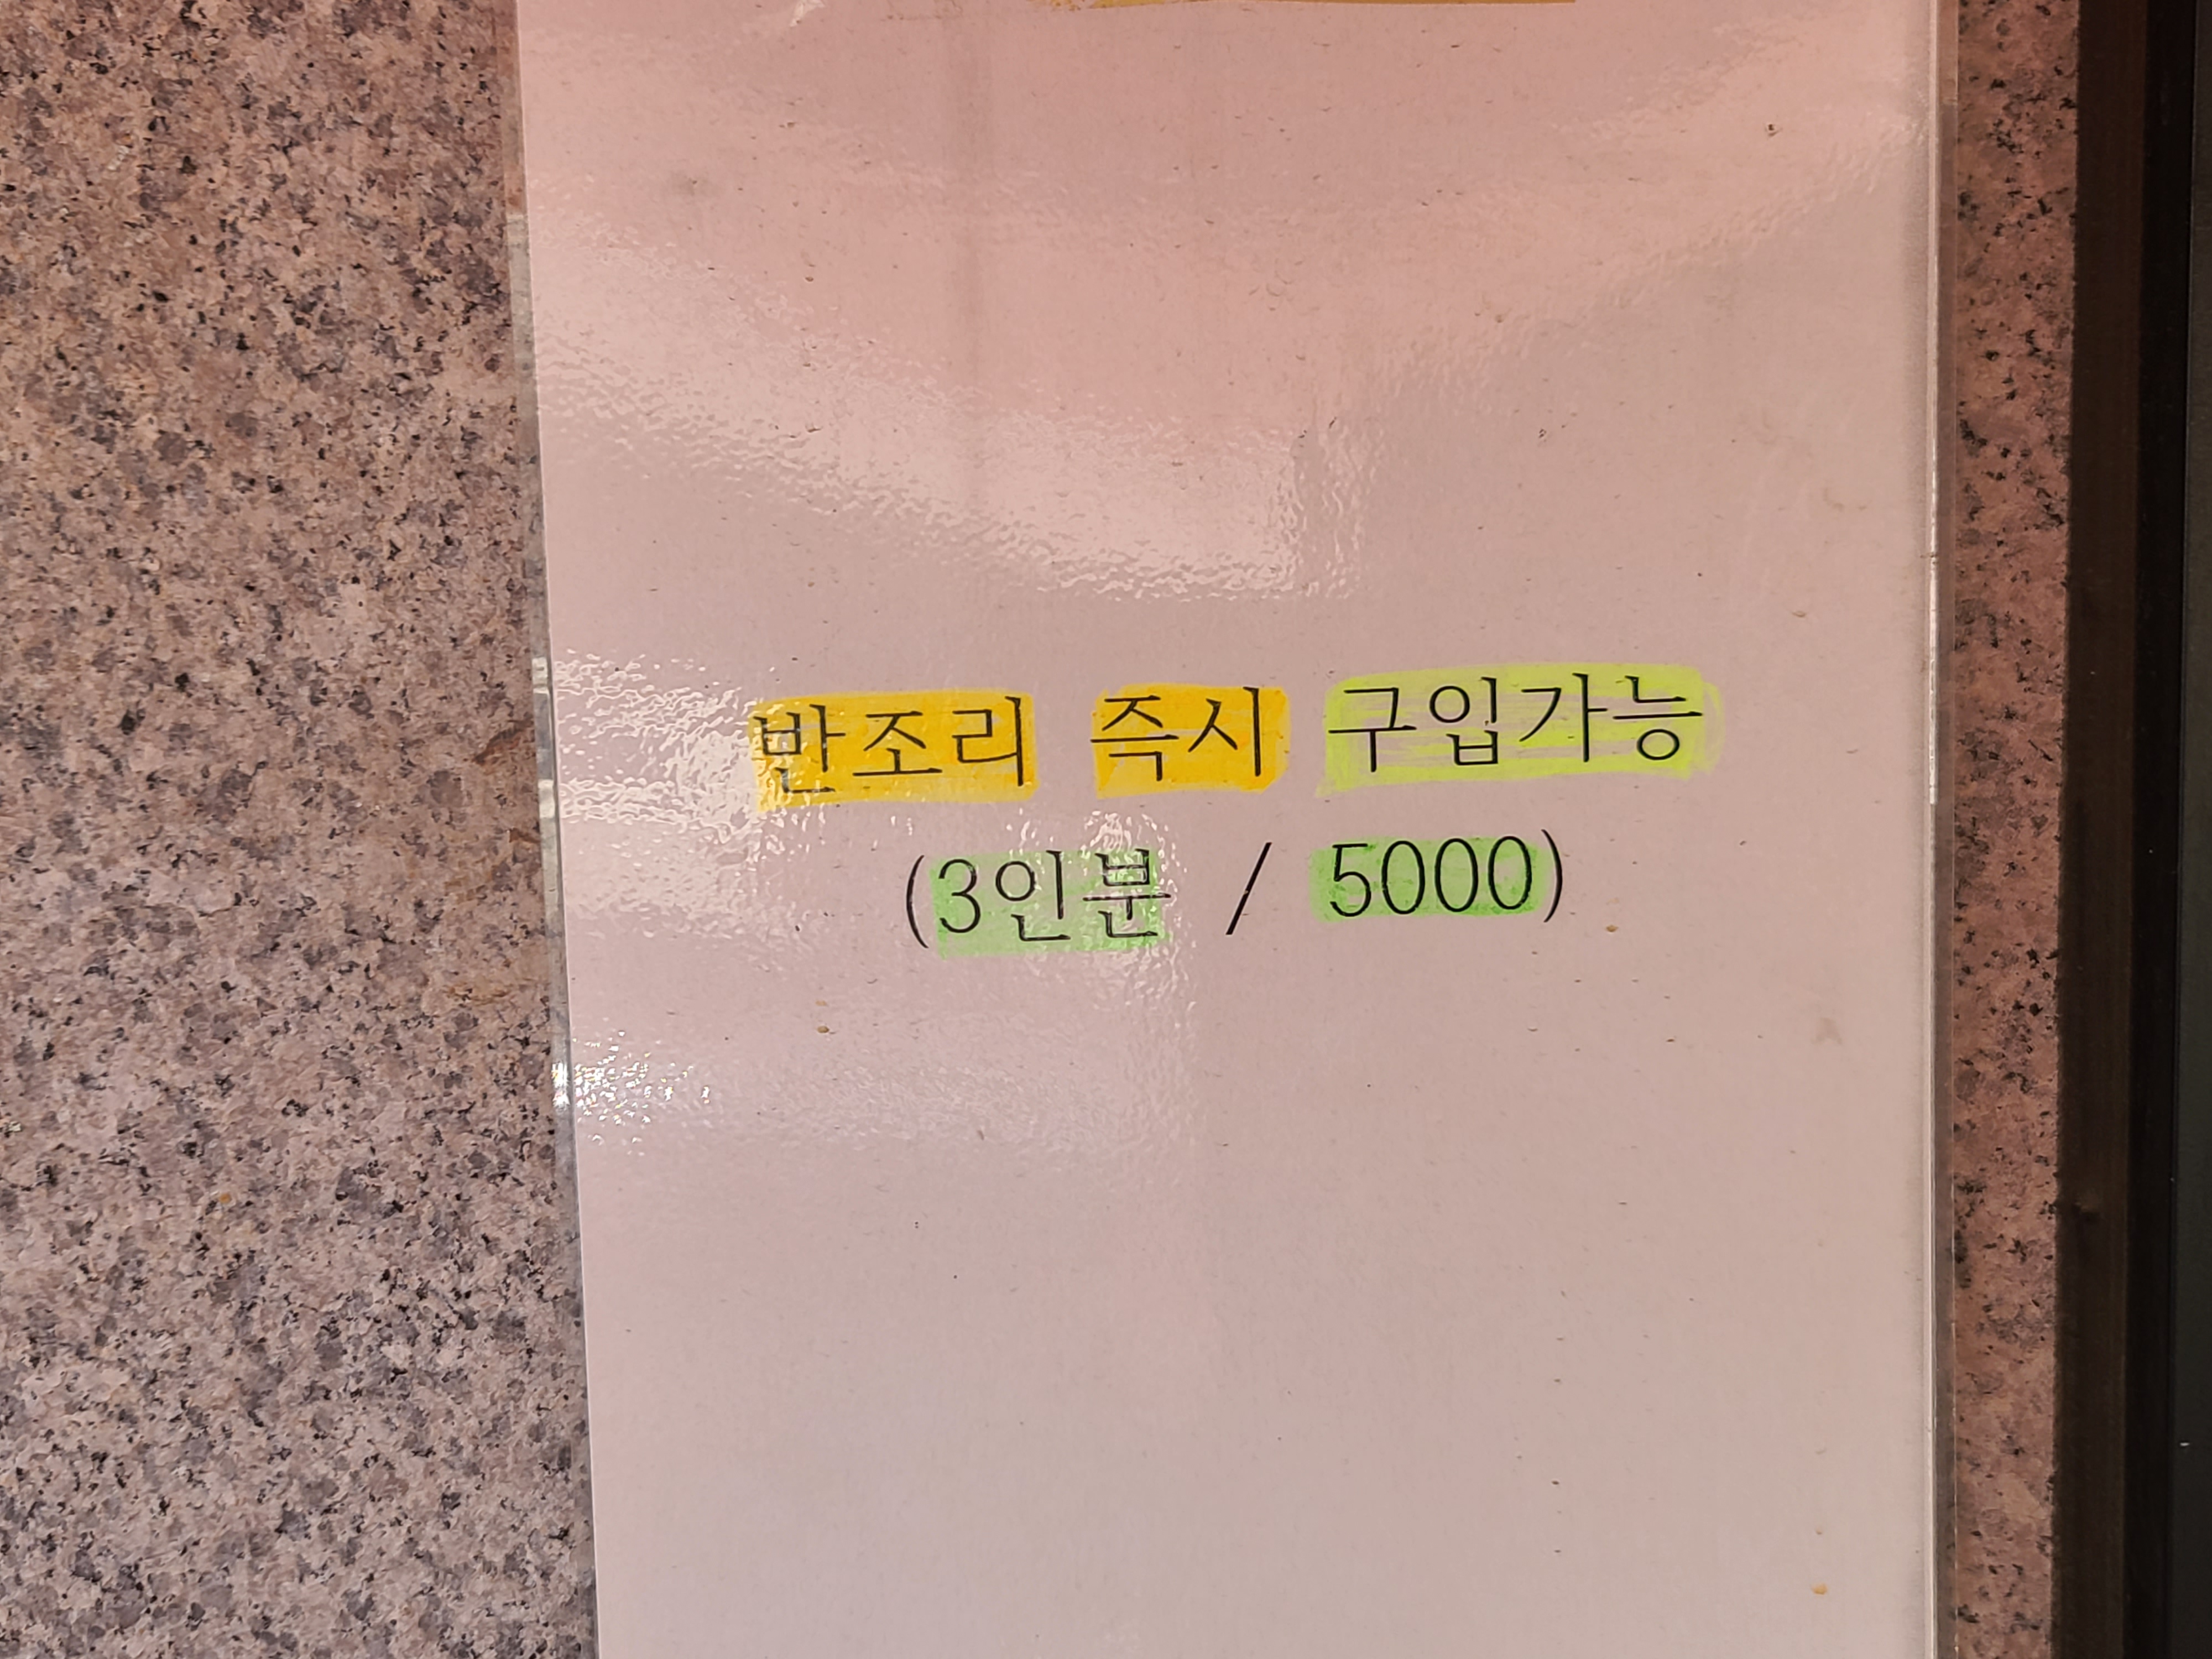 반조리 즉시 구입가능
(3인분 / 5000)